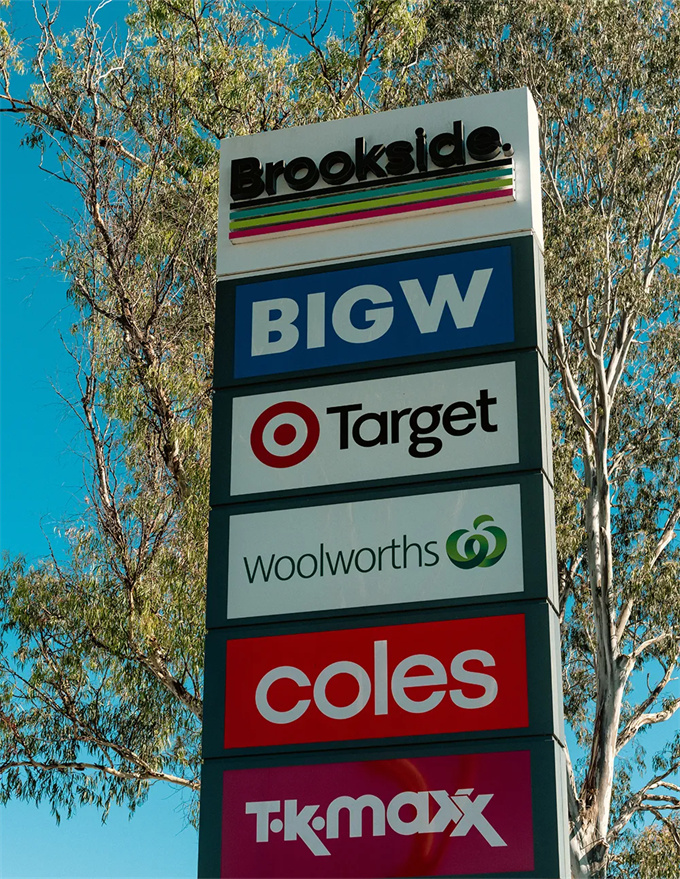 Brookside.
BIGW
Target
Woolworths
coles
T·K·maxx